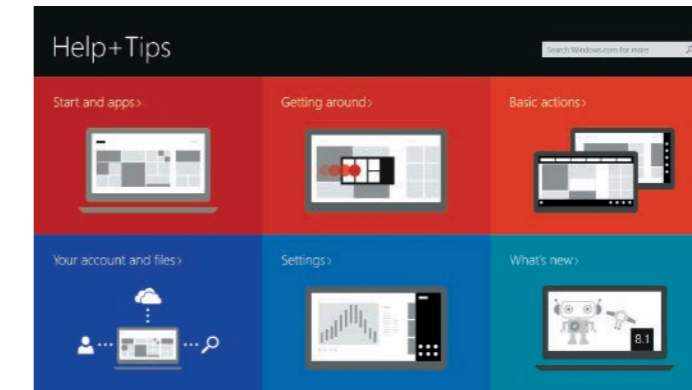 Help+Tips
Search Windows.com for more
Start and apps>
Getting around>
Basic actions>
Your account and files>
Settings>
What's new>
8.1